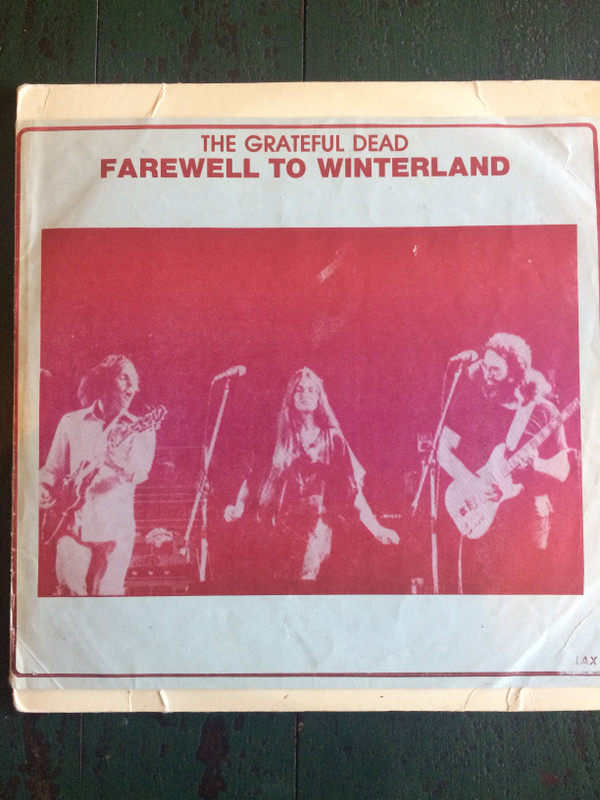 THE GRATEFUL DEAD
FAREWELL TO WINTERLAND
LAX